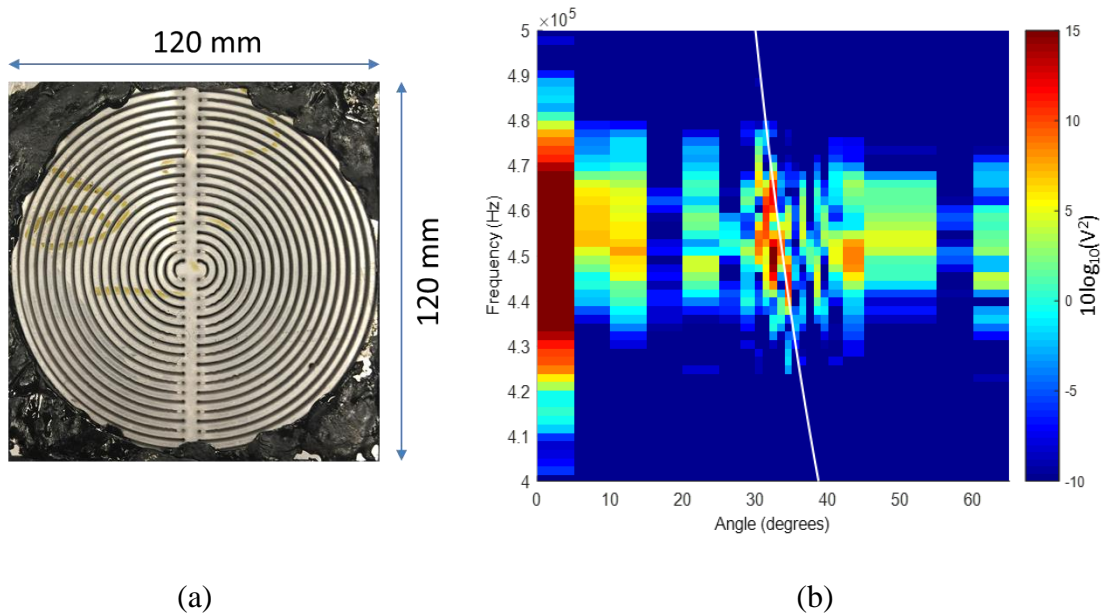 120 mm
120 mm
×10⁵
5
4.9
4.8
4.7
4.6
4.5
4.4
4.3
4.2
4.1
4
Frequency (Hz)
0 10 20 30 40 50 60
Angle (degrees)
15
10
5
0
-5
-10
10log₁₀(V²)
(a)
(b)